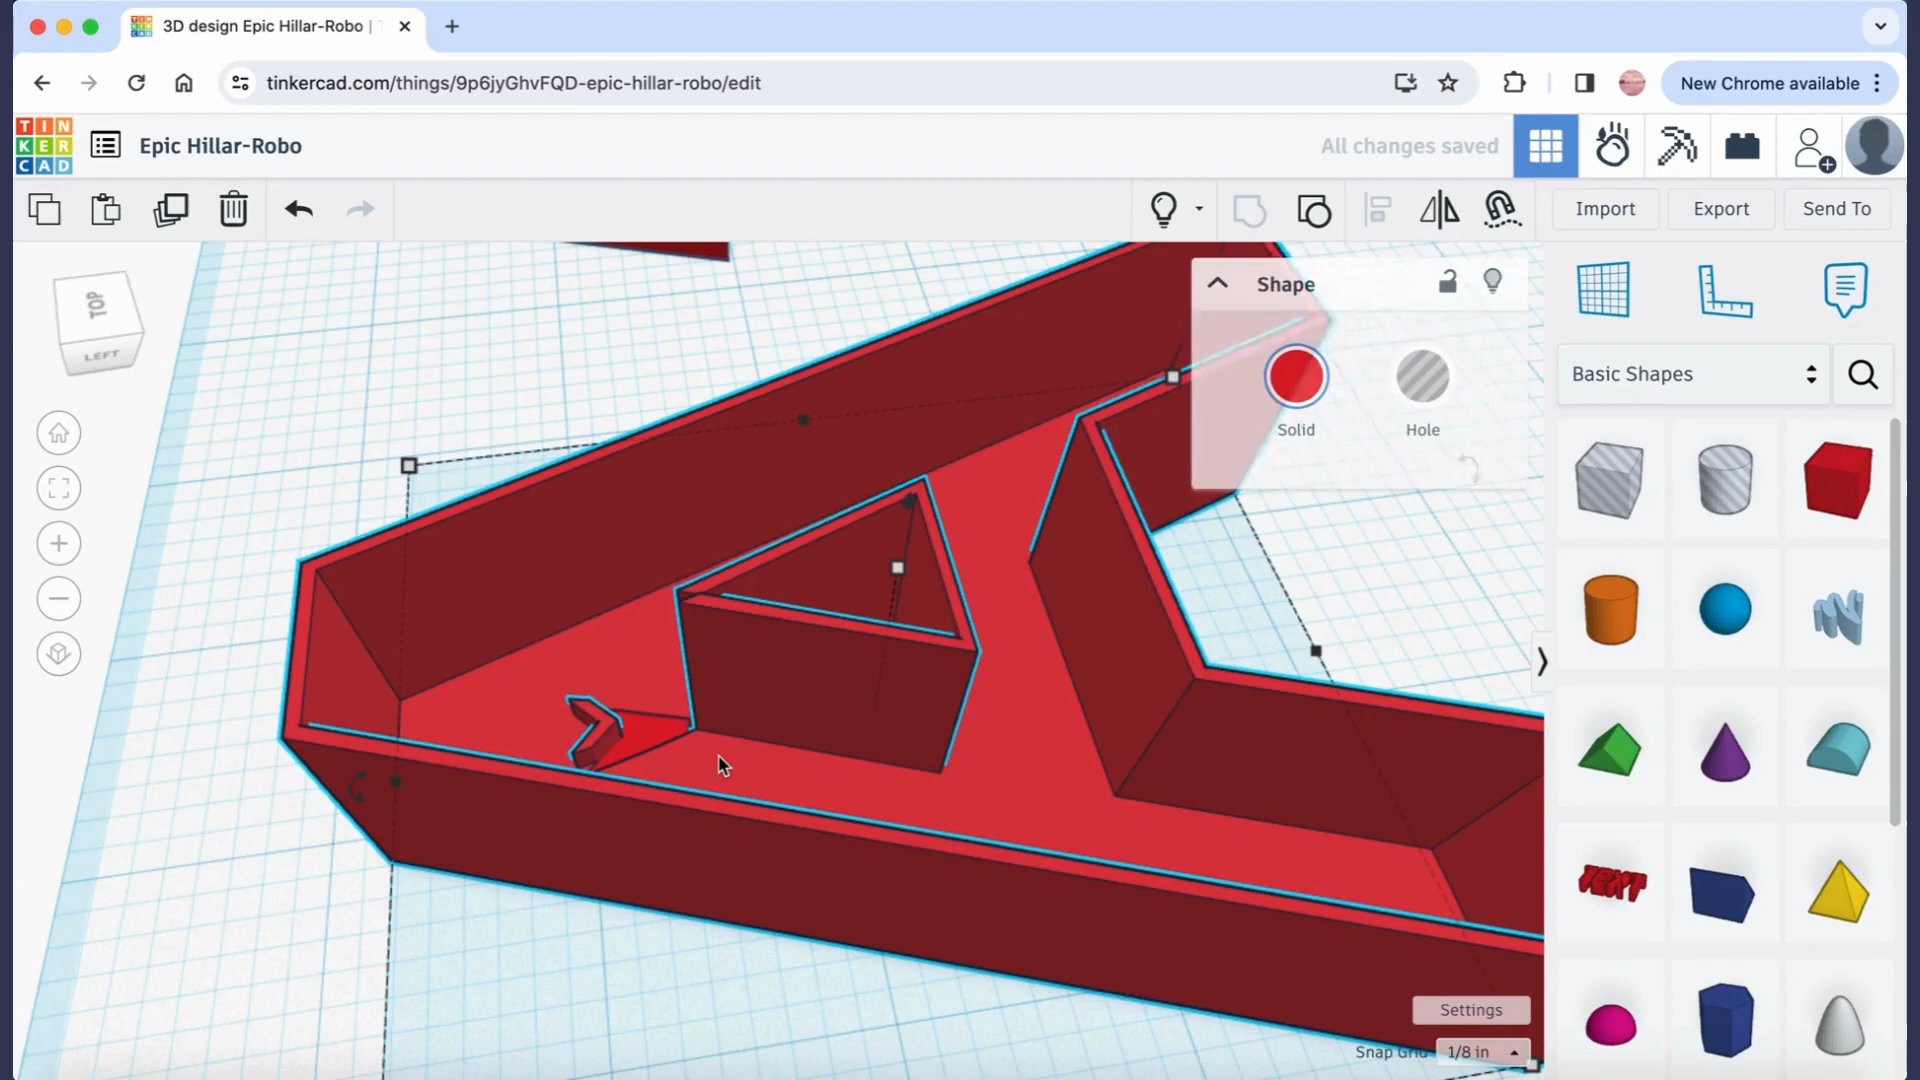 3D design Epic Hillar-Robo |
tinkercad.com/things/9p6jyGhvFQD-epic-hillar-robo/edit
New Chrome available
TIN
KER
CAD
Epic Hillar-Robo
All changes saved
Import
Export
Send To
TOP
LEFT
Shape
Solid
Hole
Basic Shapes
TEXT
Settings
Snap Grid
1/8 in